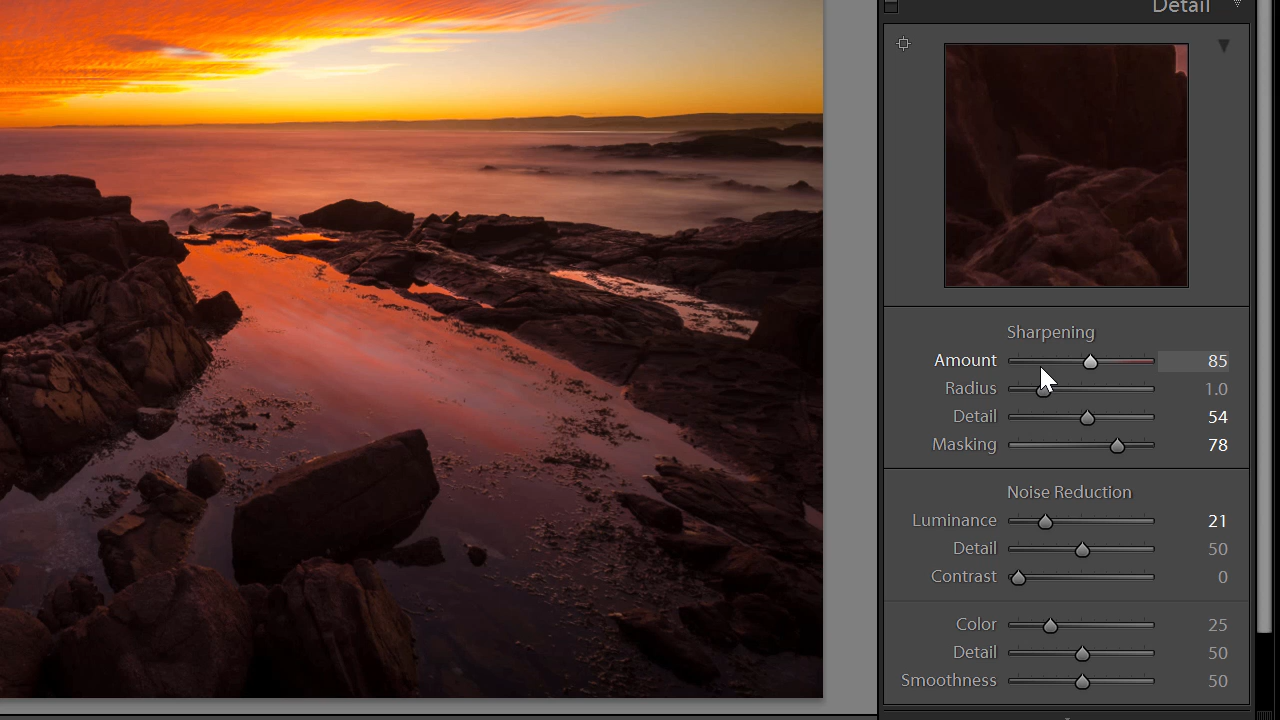 Detail
Sharpening
Amount 85
Radius 1.0
Detail 54
Masking 78
Noise Reduction
Luminance 21
Detail 50
Contrast 0
Color 25
Detail 50
Smoothness 50